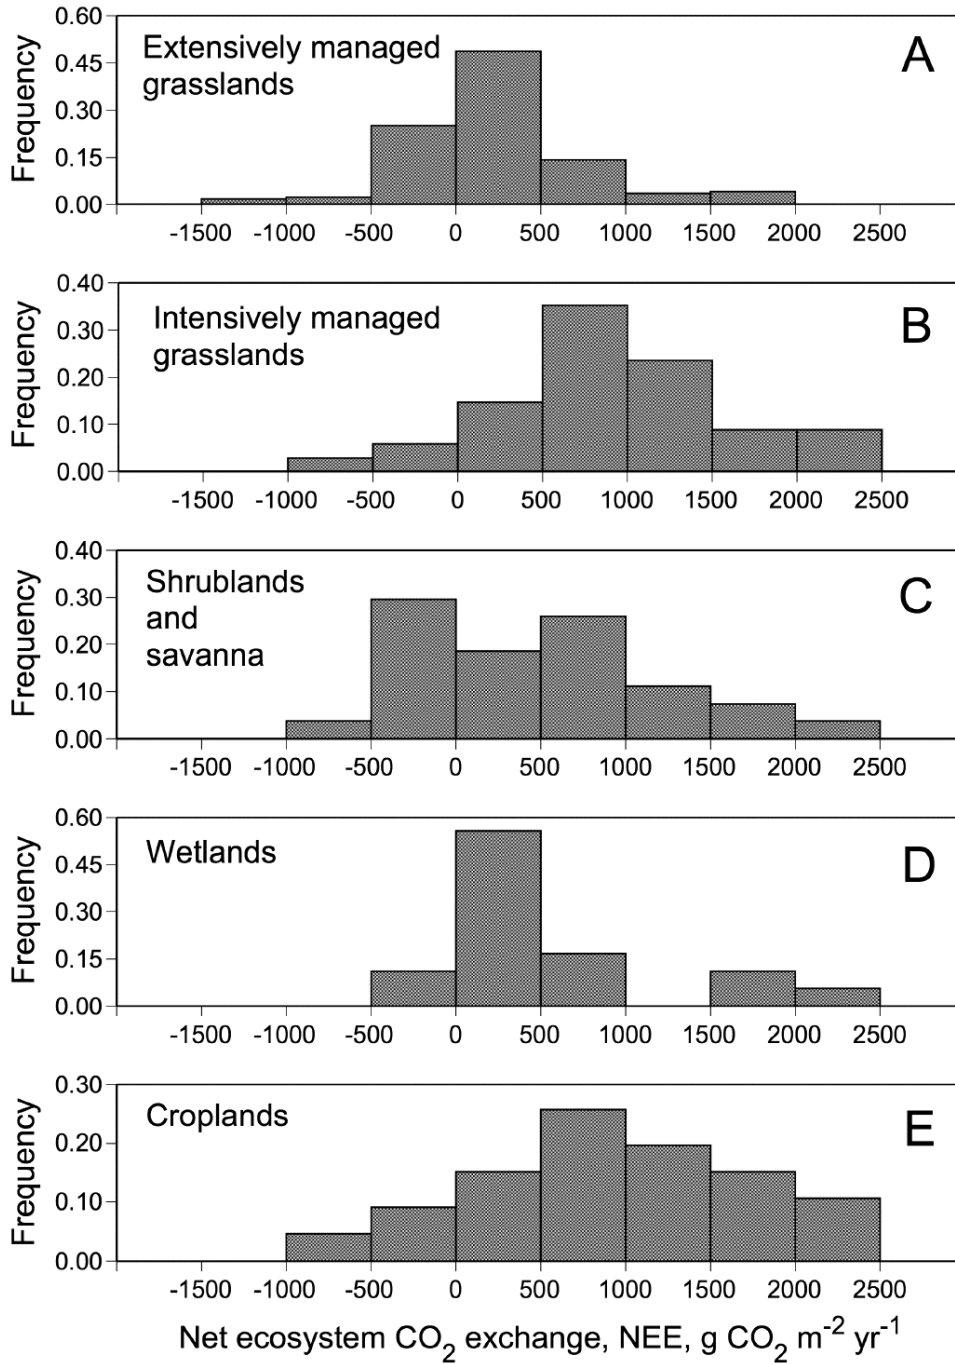 0.60
Extensively managed
grasslands
A
0.45
0.30
0.15
0.00
Frequency
-1500 -1000 -500 0 500 1000 1500 2000 2500
0.40
Intensively managed
grasslands
B
0.30
0.20
0.10
0.00
Frequency
-1500 -1000 -500 0 500 1000 1500 2000 2500
0.40
Shrublands
and
savanna
C
0.30
0.20
0.10
0.00
Frequency
-1500 -1000 -500 0 500 1000 1500 2000 2500
0.60
Wetlands
D
0.45
0.30
0.15
0.00
Frequency
-1500 -1000 -500 0 500 1000 1500 2000 2500
0.30
Croplands
E
0.20
0.10
0.00
Frequency
-1500 -1000 -500 0 500 1000 1500 2000 2500
Net ecosystem CO₂ exchange, NEE, g CO₂ m⁻² yr⁻¹